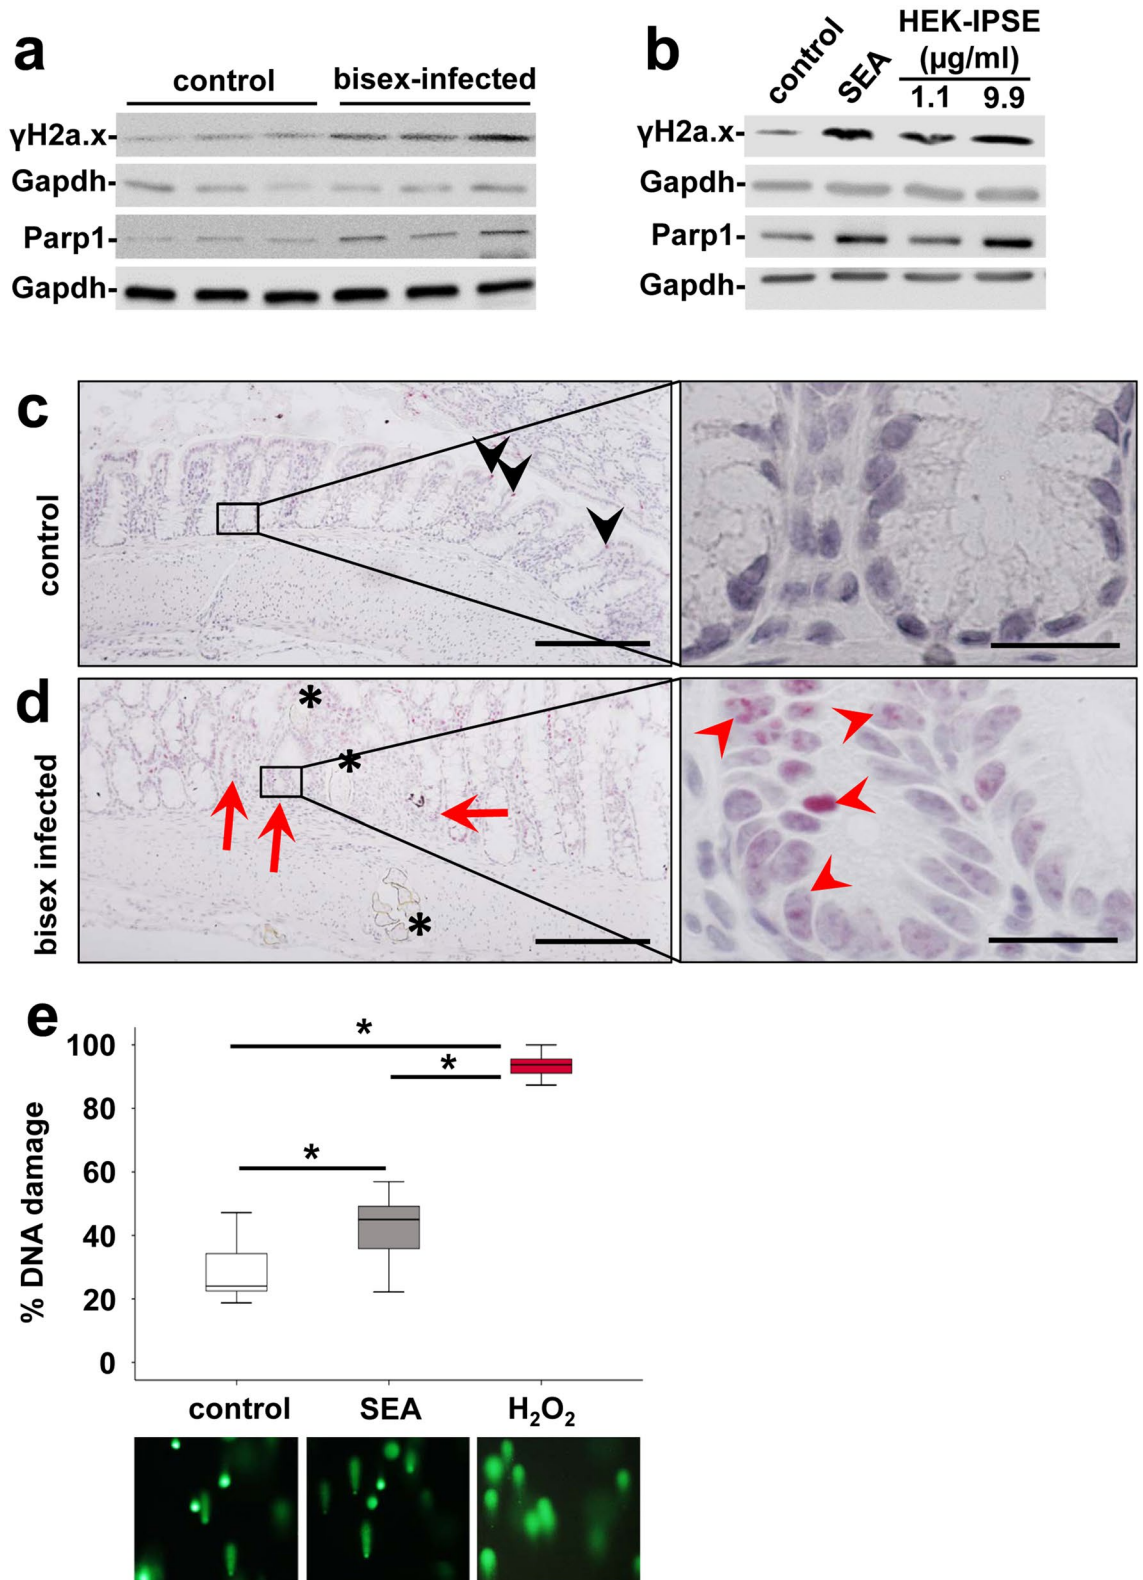 a
control bisex-infected
γH2a.x-
Gapdh-
Parp1-
Gapdh-
b
control SEA HEK-IPSE
(µg/ml)
1.1 9.9
γH2a.x-
Gapdh-
Parp1-
Gapdh-
c
control
d
bisex infected
* * *
e
% DNA damage
100
80
60
40
20
0
* * *
control SEA H₂O₂